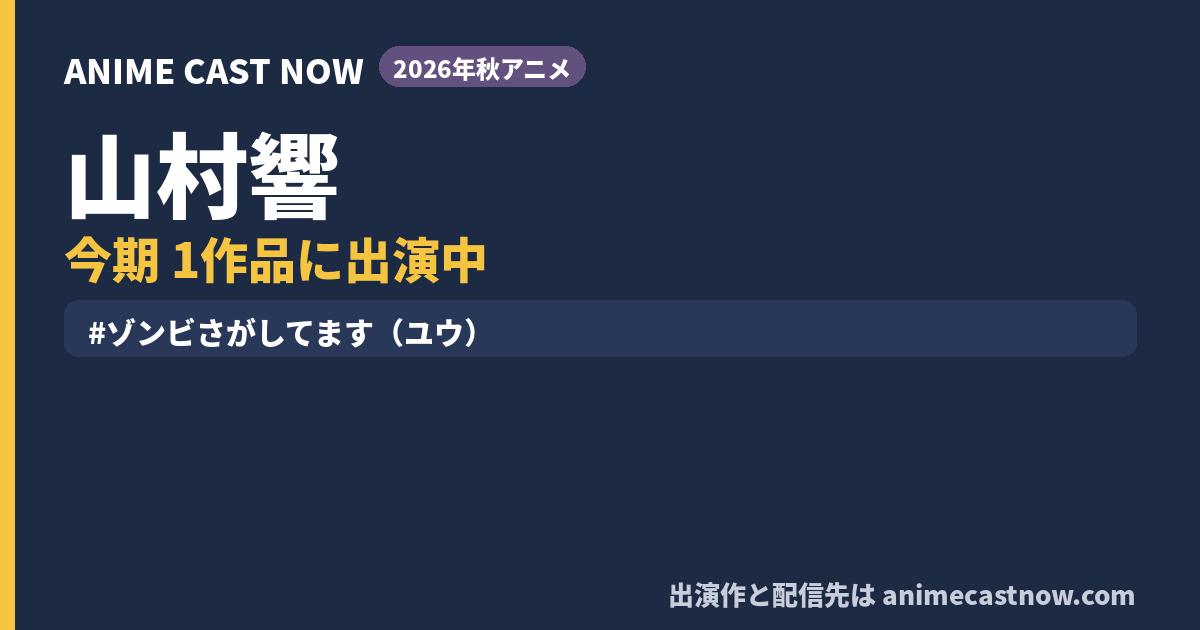 ANIME CAST NOW 2026年秋アニメ
山村響
今期 1作品に出演中
#ゾンビさがしてます（ユウ）
出演作と配信先は animecastnow.com